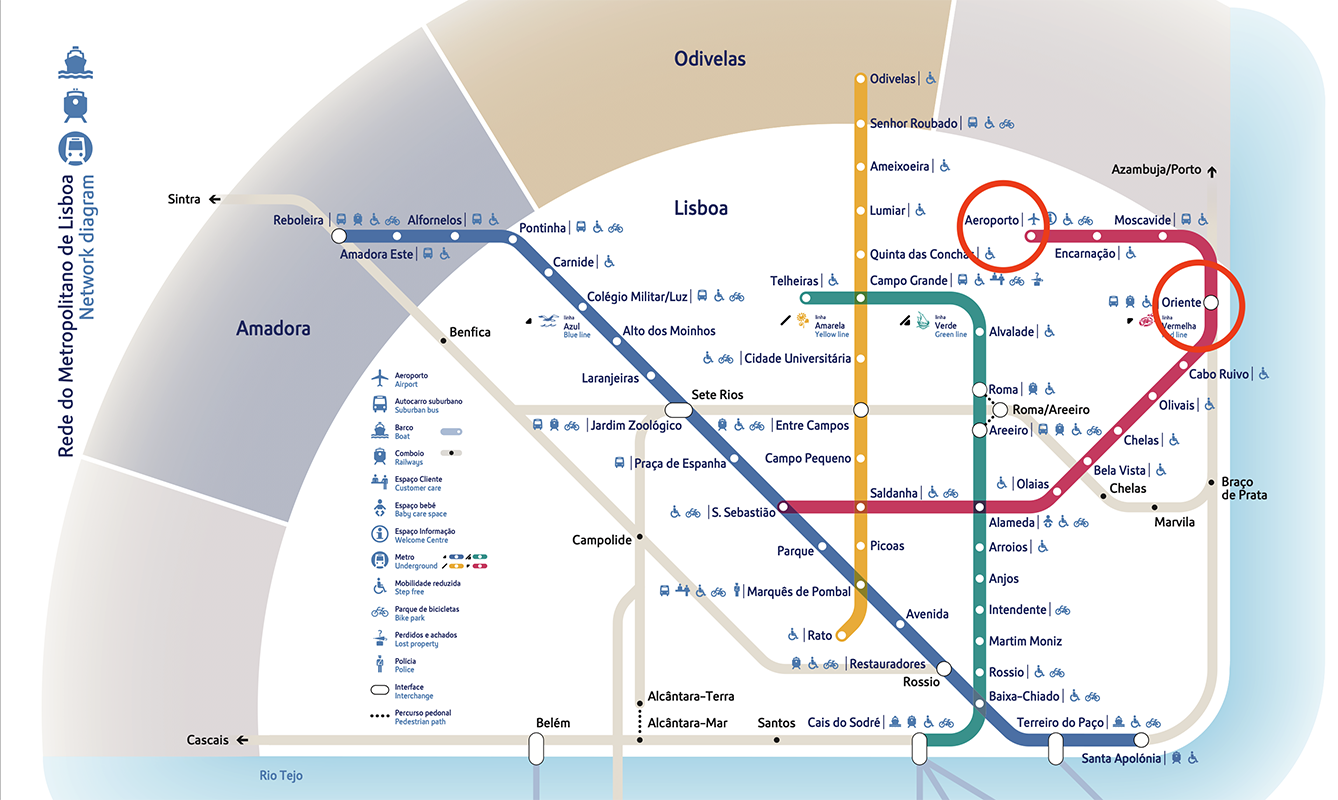 Rede do Metropolitano de Lisboa
Network diagram
Odivelas
Lisboa
Amadora
Sintra
Azambuja/Porto
Cascais
Rio Tejo
Odivelas
Senhor Roubado
Ameixoeira
Lumiar
Quinta das Conchas
Campo Grande
Telheiras
Aeroporto
Encarnação
Moscavide
Oriente
Cabo Ruivo
Olivais
Chelas
Bela Vista
Chelas
Olaias
Braço
de Prata
Marvila
Reboleira
Alfornelos
Amadora Este
Pontinha
Carnide
Colégio Militar/Luz
Alto dos Moinhos
Laranjeiras
Benfica
Sete Rios
Jardim Zoológico
Praça de Espanha
S. Sebastião
Parque
Campolide
linha
Azul
Blue line
linha
Amarela
Yellow line
linha
Verde
Green line
linha
Vermelha
Red line
Cidade Universitária
Entre Campos
Campo Pequeno
Saldanha
Picoas
Marquês de Pombal
Rato
Alvalade
Roma
Roma/Areeiro
Areeiro
Alameda
Arroios
Anjos
Intendente
Martim Moniz
Rossio
Baixa-Chiado
Avenida
Restauradores
Rossio
Terreiro do Paço
Santa Apolónia
Cais do Sodré
Santos
Alcântara-Terra
Alcântara-Mar
Belém
Aeroporto
Airport
Autocarro suburbano
Suburban bus
Barco
Boat
Comboio
Railways
Espaço Cliente
Customer care
Espaço bebé
Baby care space
Espaço Informação
Welcome Centre
Metro
Underground
Mobilidade reduzida
Step free
Parque de bicicletas
Bike park
Perdidos e achados
Lost property
Polícia
Police
Interface
Interchange
Percurso pedonal
Pedestrian path